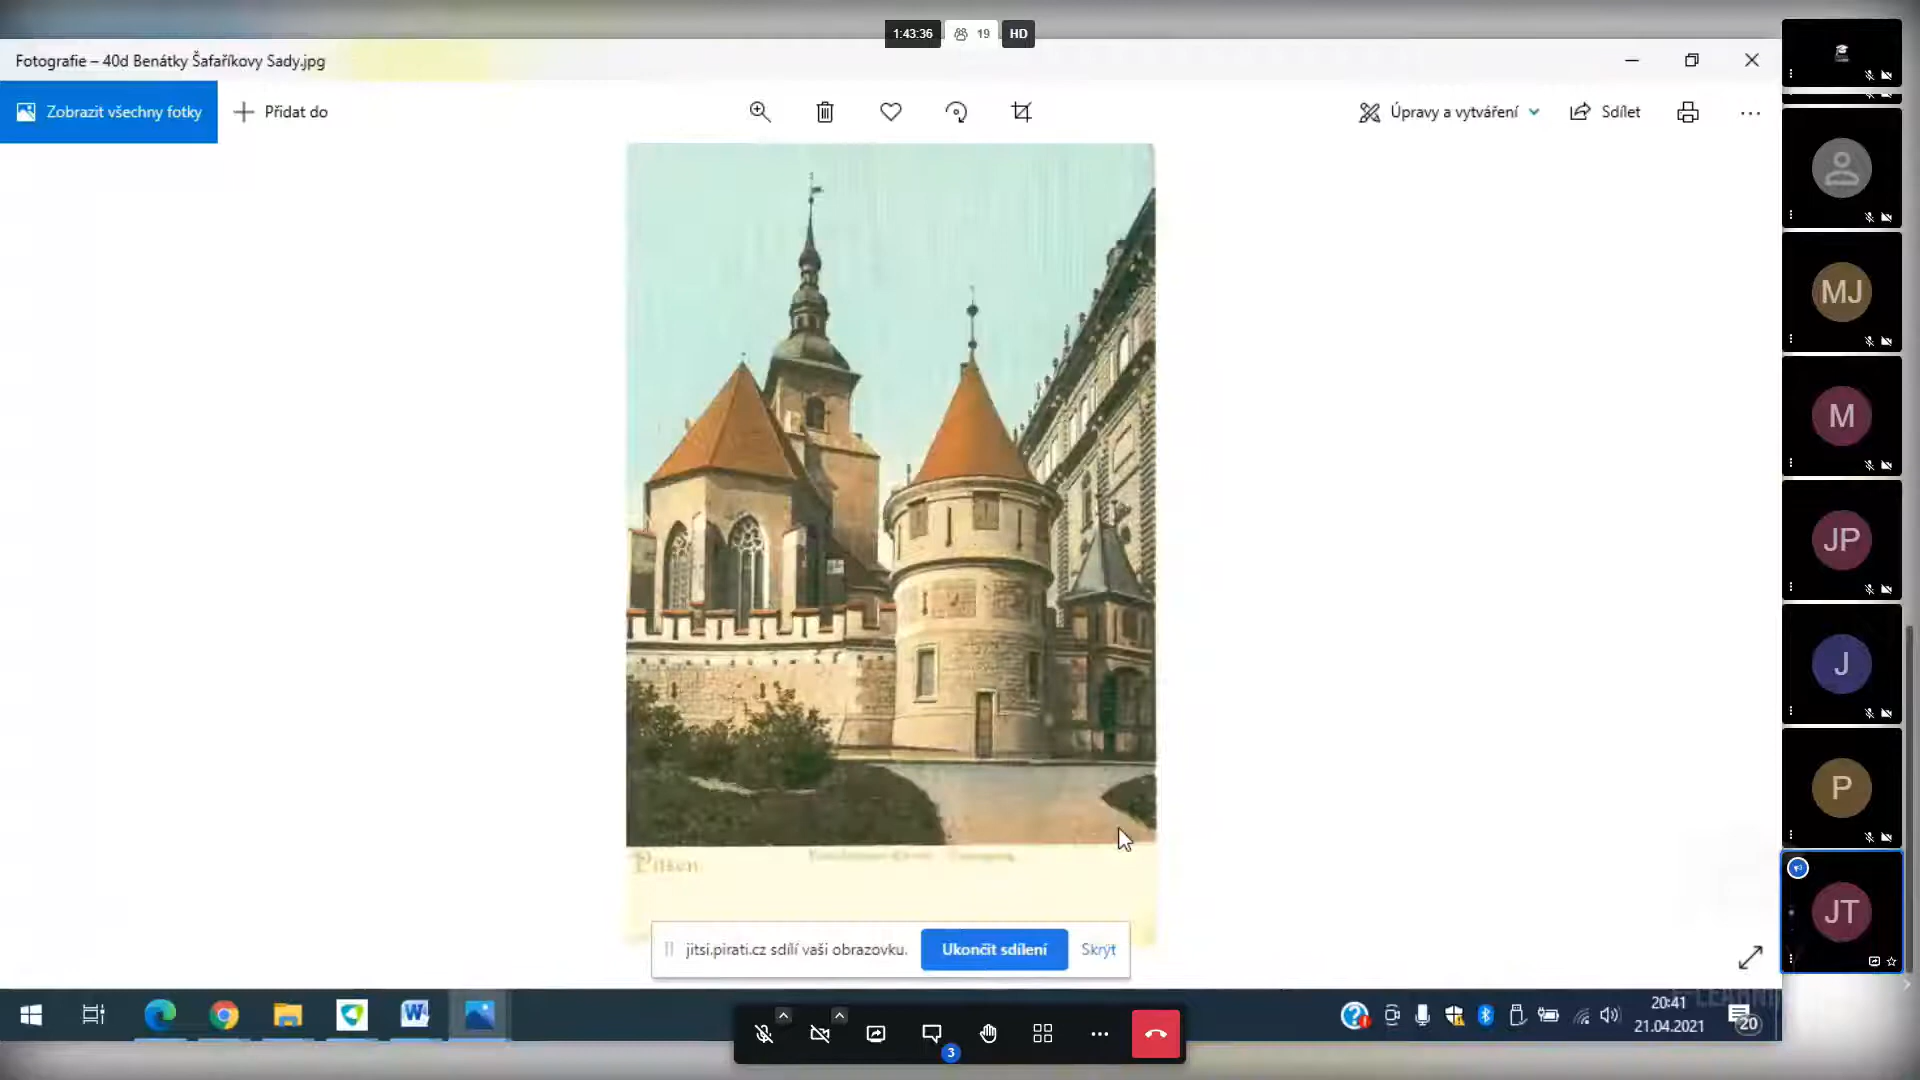 1:43:36
19
HD
Fotografie – 40d Benátky Šafaříkovy Sady.jpg
Zobrazit všechny fotky
Přidat do
Úpravy a vytváření
Sdílet
MJ
M
JP
J
P
JT
Pilsen
jitsi.pirati.cz sdílí vaši obrazovku.
Ukončit sdílení
Skrýt
20:41
21.04.2021
20
3